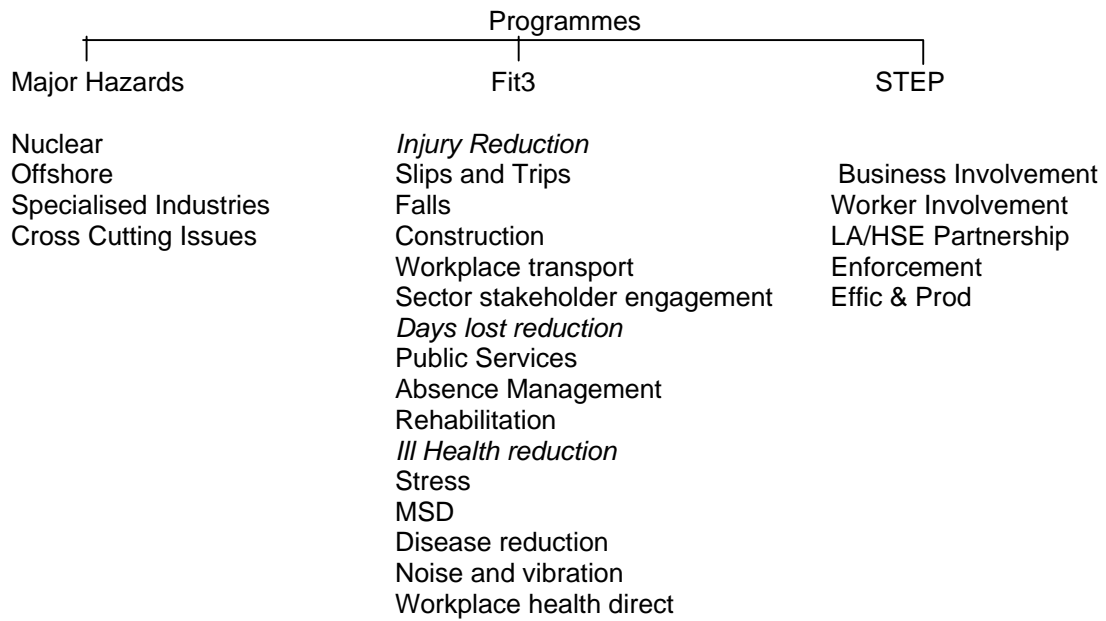 Programmes
Major Hazards
Fit3
STEP
Nuclear
Offshore
Specialised Industries
Cross Cutting Issues
Injury Reduction
Slips and Trips
Falls
Construction
Workplace transport
Sector stakeholder engagement
Days lost reduction
Public Services
Absence Management
Rehabilitation
Ill Health reduction
Stress
MSD
Disease reduction
Noise and vibration
Workplace health direct
Business Involvement
Worker Involvement
LA/HSE Partnership
Enforcement
Effic & Prod